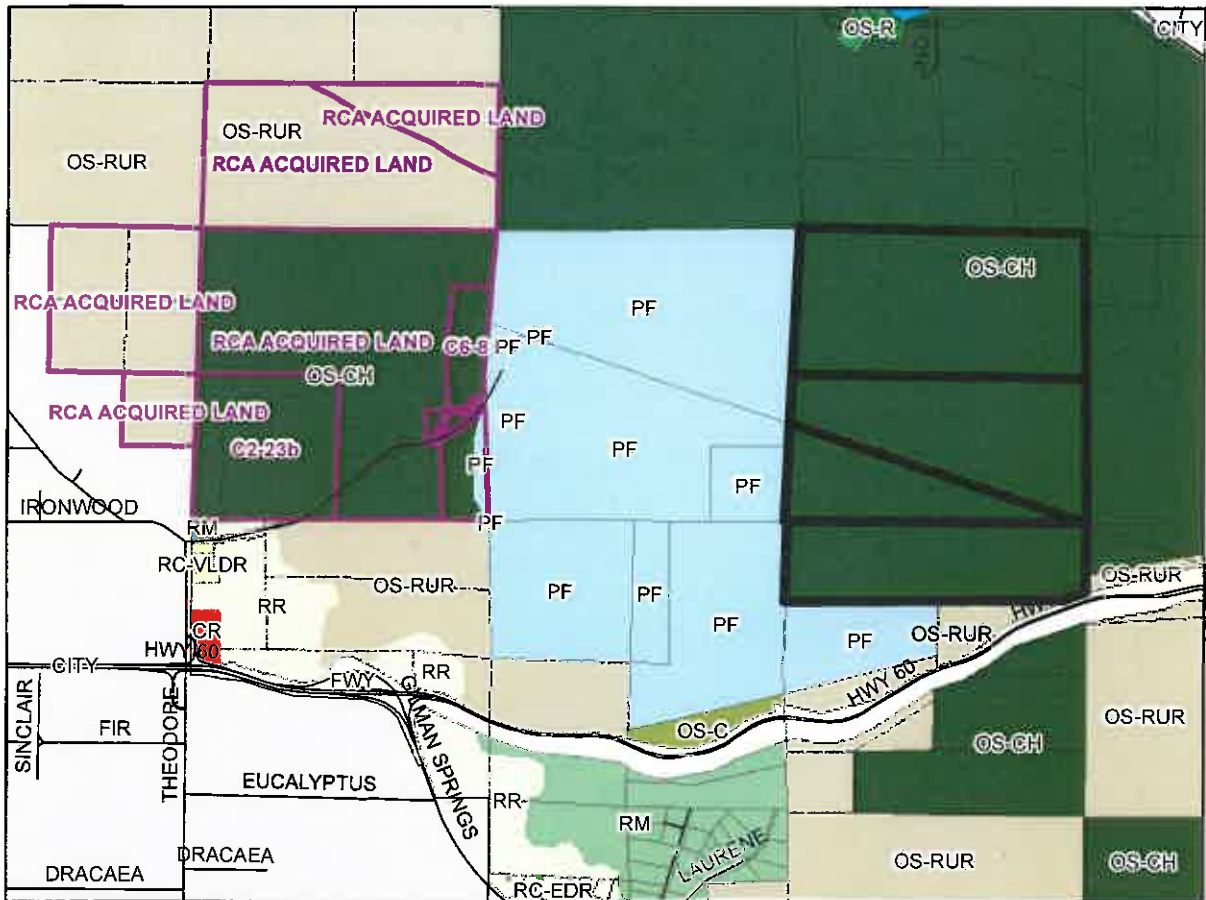 OS-R
CITY
RCA ACQUIRED LAND
OS-RUR
OS-RUR
RCA ACQUIRED LAND
OS-CH
RCA ACQUIRED LAND
PF
RCA ACQUIRED LAND
C6-8
PF
PF
OS-CH
RCA ACQUIRED LAND
PF
PF
C2-23b
PF
PF
IRONWOOD
RM
PF
RC-VLDR
OS-RUR
OS-RUR
PF
PF
RR
CR
PF
PF
OS-RUR
HWY 60
CITY
RR
FWY
HWY 60
SINCLAIR
THEODORE
GILMAN SPRINGS
OS-C
OS-RUR
FIR
OS-CH
EUCALYPTUS
RR
RM
LAURENE
DRACAEA
OS-RUR
OS-CH
DRACAEA
RC-EDR